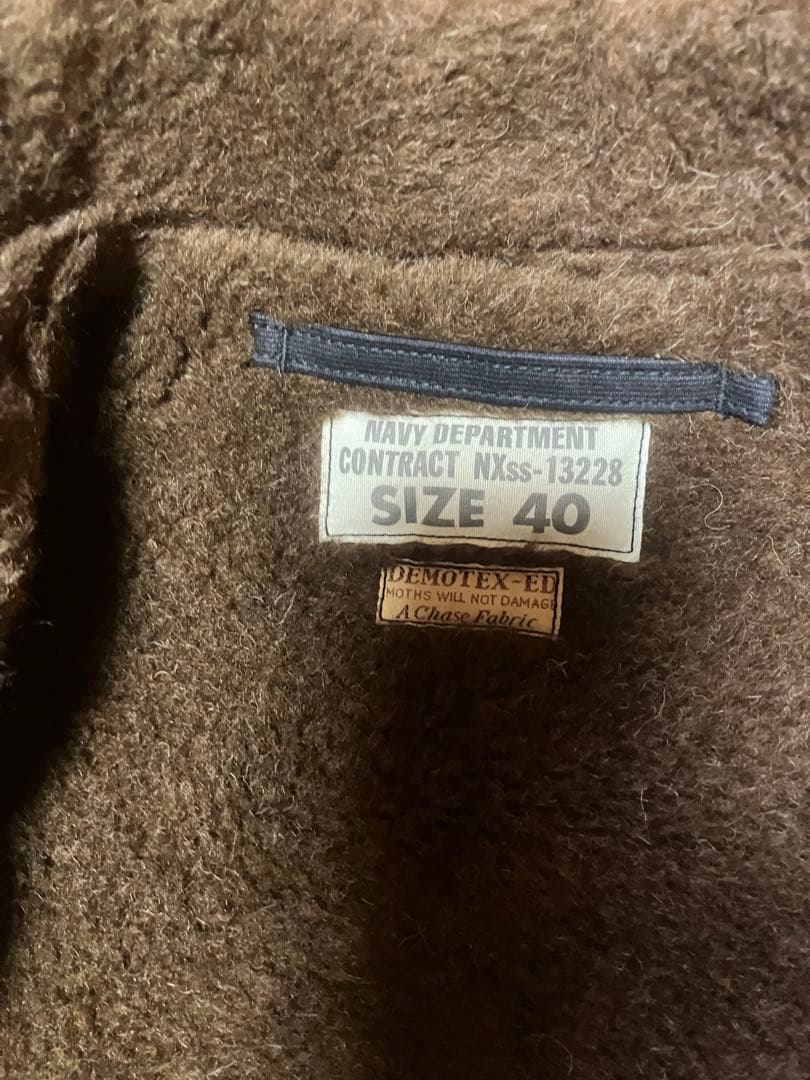 NAVY DEPARTMENT
CONTRACT NXss-13228
SIZE 40
DEMOTEX-ED
MOTHS WILL NOT DAMAGE
A Chase Fabric